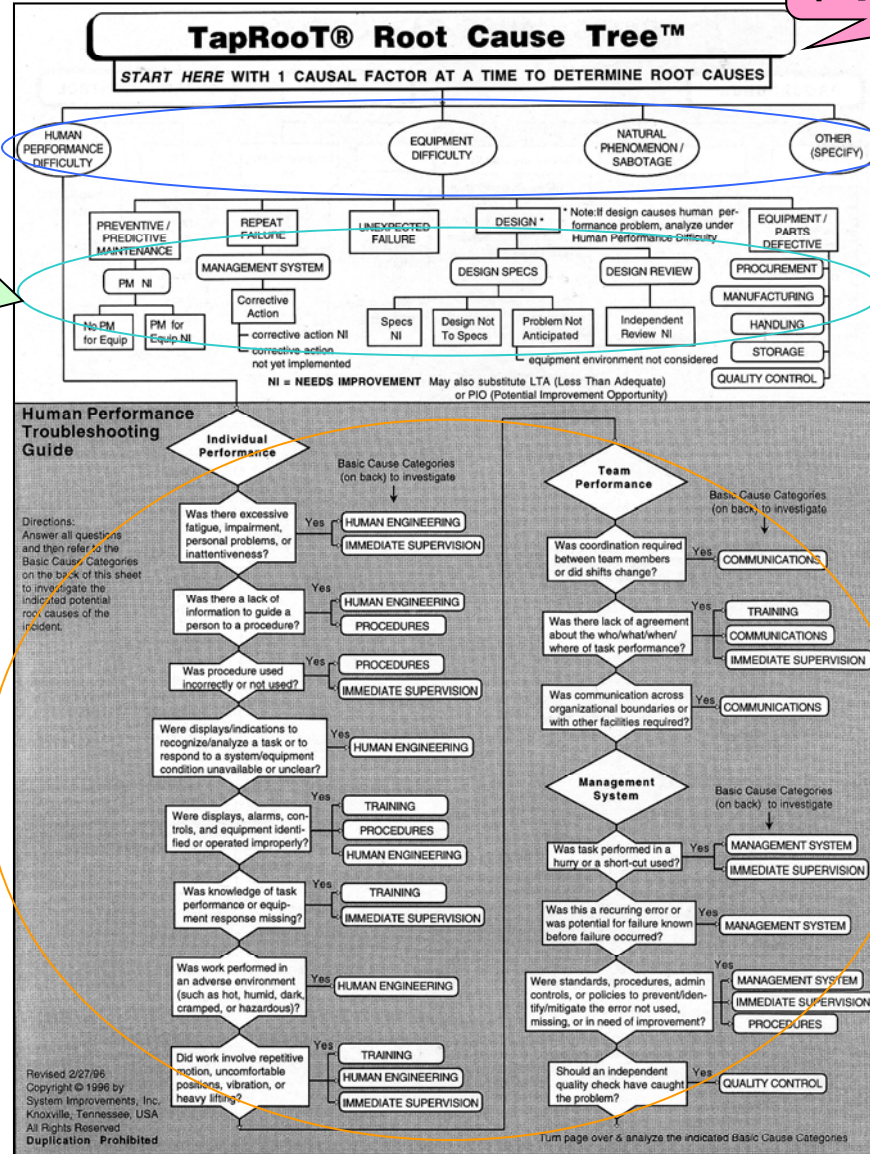 TapRooT® Root Cause Tree™
START HERE WITH 1 CAUSAL FACTOR AT A TIME TO DETERMINE ROOT CAUSES
HUMAN
PERFORMANCE
DIFFICULTY
EQUIPMENT
DIFFICULTY
NATURAL
PHENOMENON /
SABOTAGE
OTHER
(SPECIFY)
PREVENTIVE /
PREDICTIVE
MAINTENANCE
REPEAT
FAILURE
UNEXPECTED
FAILURE
DESIGN *
* Note:If design causes human per-
formance problem, analyze under
Human Performance Difficulty
EQUIPMENT /
PARTS
DEFECTIVE
PM NI
No PM
for Equip
PM for
Equip NI
MANAGEMENT SYSTEM
Corrective
Action
corrective action NI
corrective action
not yet implemented
DESIGN SPECS
Specs
NI
Design Not
To Specs
Problem Not
Anticipated
equipment environment not considered
DESIGN REVIEW
Independent
Review NI
PROCUREMENT
MANUFACTURING
HANDLING
STORAGE
QUALITY CONTROL
NI = NEEDS IMPROVEMENT May also substitute LTA (Less Than Adequate)
or PIO (Potential Improvement Opportunity)
Human Performance
Troubleshooting
Guide
Directions:
Answer all questions
and then refer to the
Basic Cause Categories
on the back of this sheet
to investigate the
indicated potential
root causes of the
incident.
Individual
Performance
Basic Cause Categories
(on back) to investigate
Was there excessive
fatigue, impairment,
personal problems, or
inattentiveness?
Yes
HUMAN ENGINEERING
IMMEDIATE SUPERVISION
Was there a lack of
information to guide a
person to a procedure?
Yes
HUMAN ENGINEERING
PROCEDURES
Was procedure used
incorrectly or not used?
Yes
PROCEDURES
IMMEDIATE SUPERVISION
Were displays/indications to
recognize/analyze a task or to
respond to a system/equipment
condition unavailable or unclear?
Yes
HUMAN ENGINEERING
Were displays, alarms, con-
trols, and equipment identi-
fied or operated improperly?
Yes
TRAINING
PROCEDURES
HUMAN ENGINEERING
Was knowledge of task
performance or equip-
ment response missing?
Yes
TRAINING
IMMEDIATE SUPERVISION
Was work performed in
an adverse environment
(such as hot, humid, dark,
cramped, or hazardous)?
Yes
HUMAN ENGINEERING
Did work involve repetitive
motion, uncomfortable
positions, vibration, or
heavy lifting?
Yes
TRAINING
HUMAN ENGINEERING
IMMEDIATE SUPERVISION
Team
Performance
Basic Cause Categories
(on back) to investigate
Was coordination required
between team members
or did shifts change?
Yes
COMMUNICATIONS
Was there lack of agreement
about the who/what/when/
where of task performance?
Yes
TRAINING
COMMUNICATIONS
IMMEDIATE SUPERVISION
Was communication across
organizational boundaries or
with other facilities required?
Yes
COMMUNICATIONS
Management
System
Basic Cause Categories
(on back) to investigate
Was task performed in a
hurry or a short-cut used?
Yes
MANAGEMENT SYSTEM
IMMEDIATE SUPERVISION
Was this a recurring error or
was potential for failure known
before failure occurred?
Yes
MANAGEMENT SYSTEM
Were standards, procedures, admin
controls, or policies to prevent/iden-
tify/mitigate the error not used,
missing, or in need of improvement?
Yes
MANAGEMENT SYSTEM
IMMEDIATE SUPERVISION
PROCEDURES
Should an independent
quality check have caught
the problem?
Yes
QUALITY CONTROL
Revised 2/27/96
Copyright © 1996 by
System Improvements, Inc.
Knoxville, Tennessee, USA
All Rights Reserved
Duplication Prohibited
Turn page over & analyze the indicated Basic Cause Categories